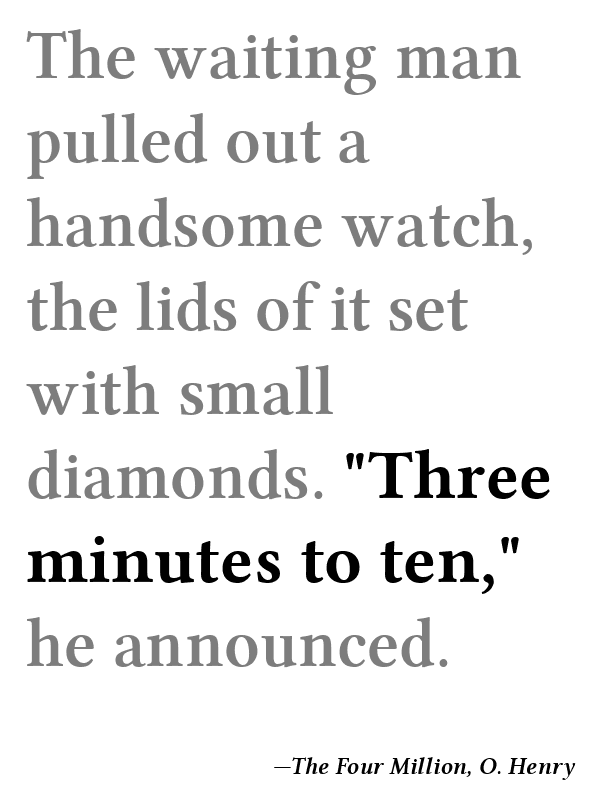 The waiting man
pulled out a
handsome watch,
the lids of it set
with small
diamonds. "Three
minutes to ten,"
he announced.
—The Four Million, O. Henry